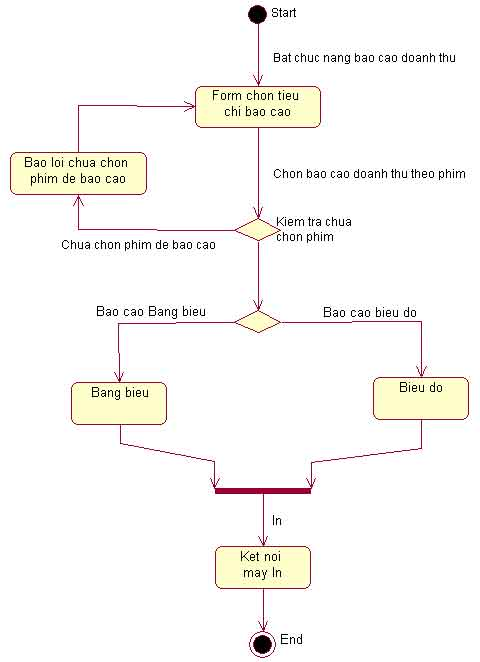 Start
Bat chuc nang bao cao doanh thu
Form chon tieu
chi bao cao
Bao loi chua chon
phim de bao cao
Chon bao cao doanh thu theo phim
Kiem tra chua
chon phim
Chua chon phim de bao cao
Bao cao Bang bieu
Bao cao bieu do
Bang bieu
Bieu do
In
Ket noi
may In
End